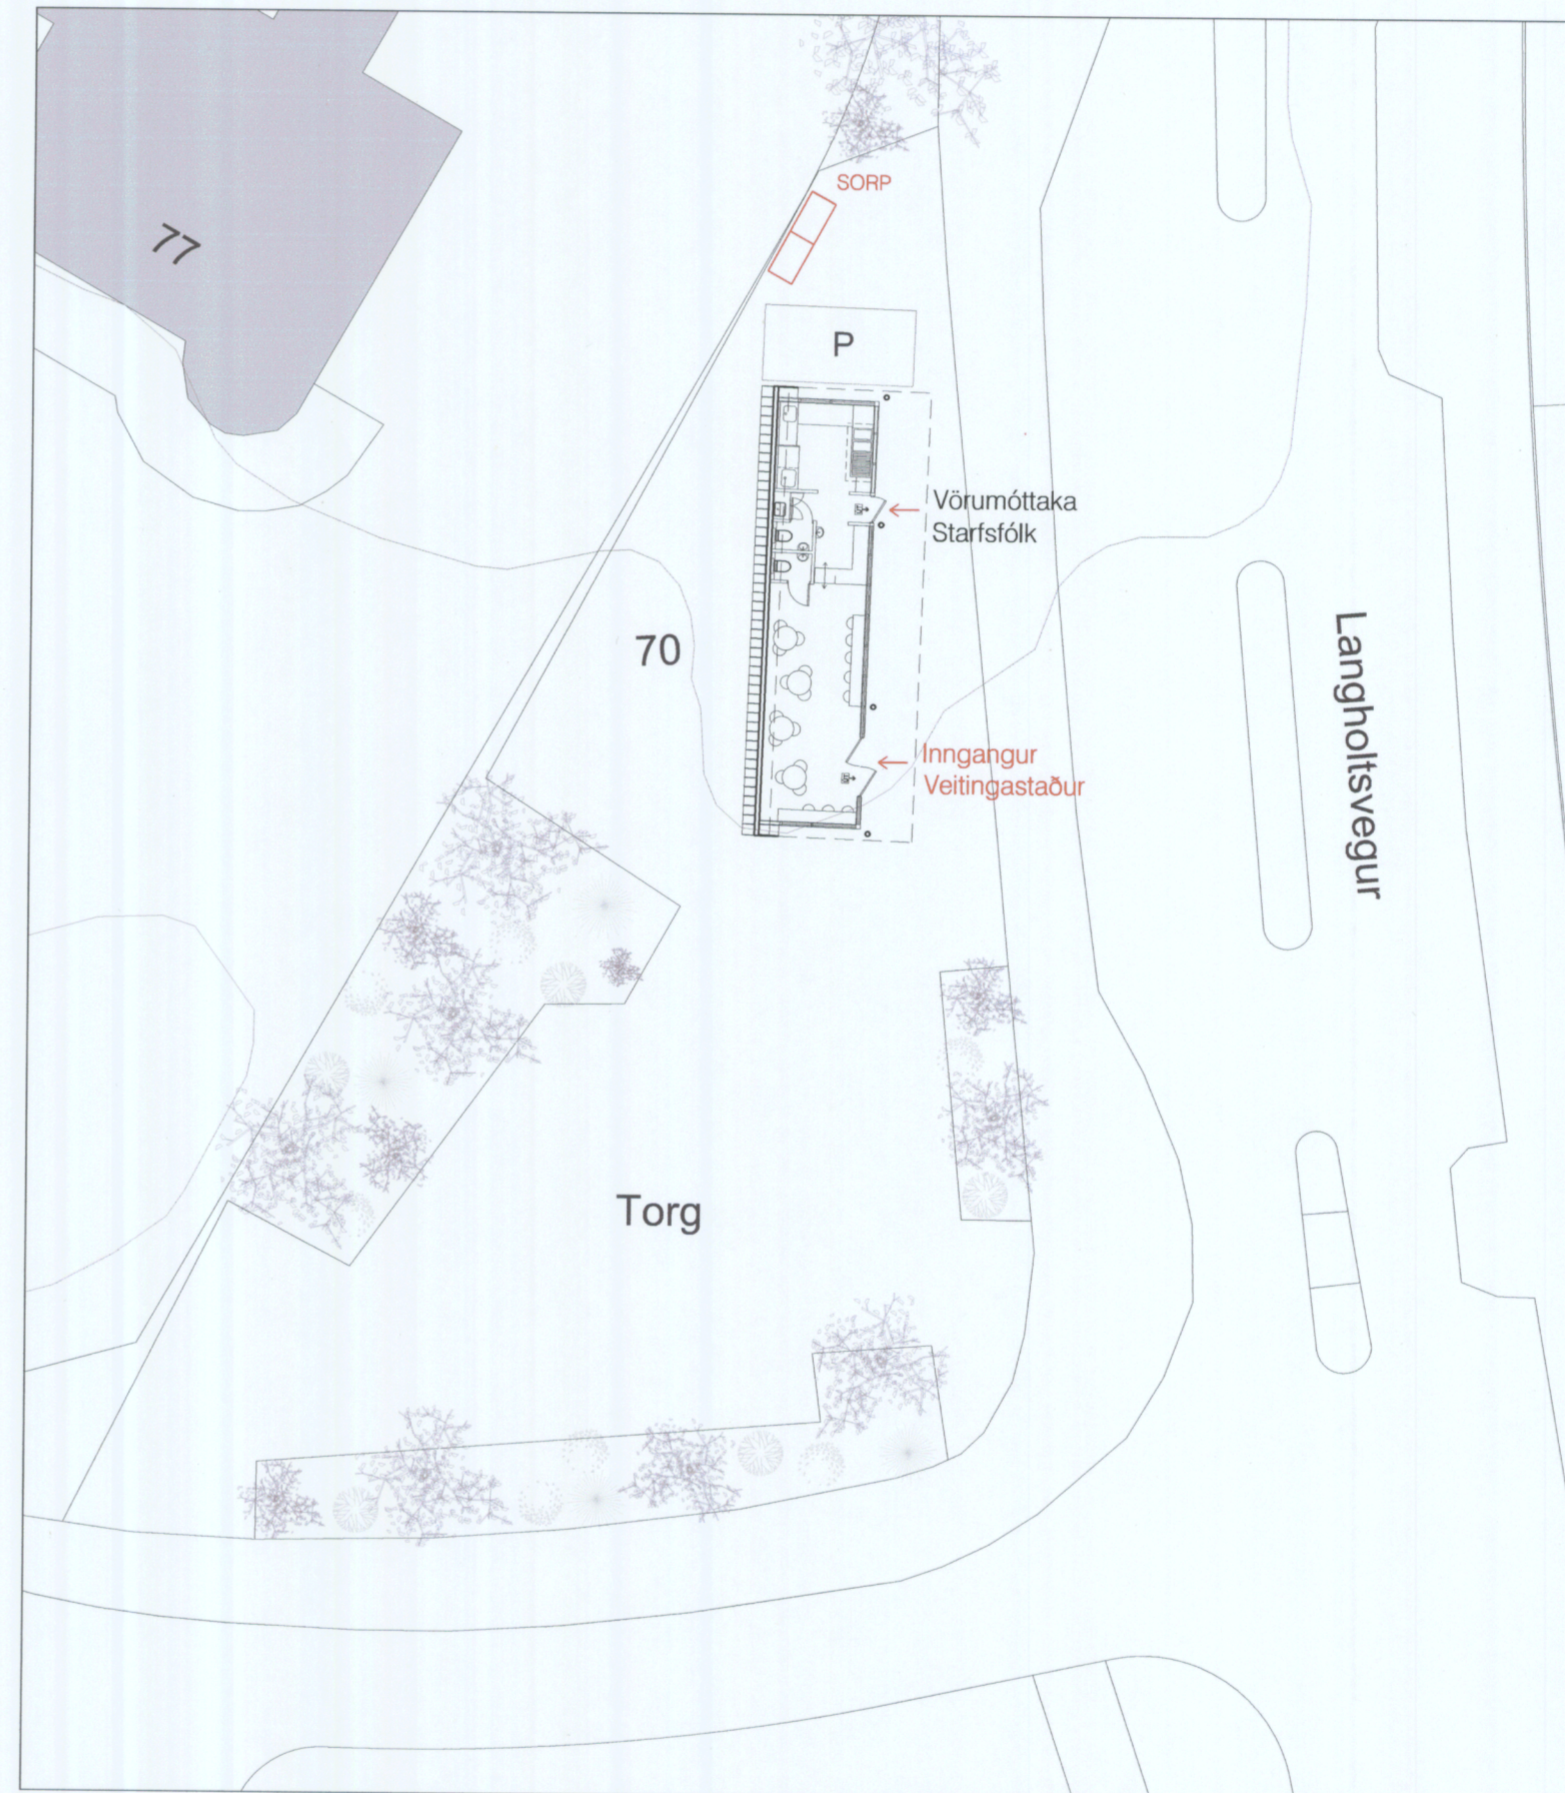 SORP
77
P
Vörumóttaka
Starfsfólk
70
Langholtsvegur
Inngangur
Veitingastaður
Torg